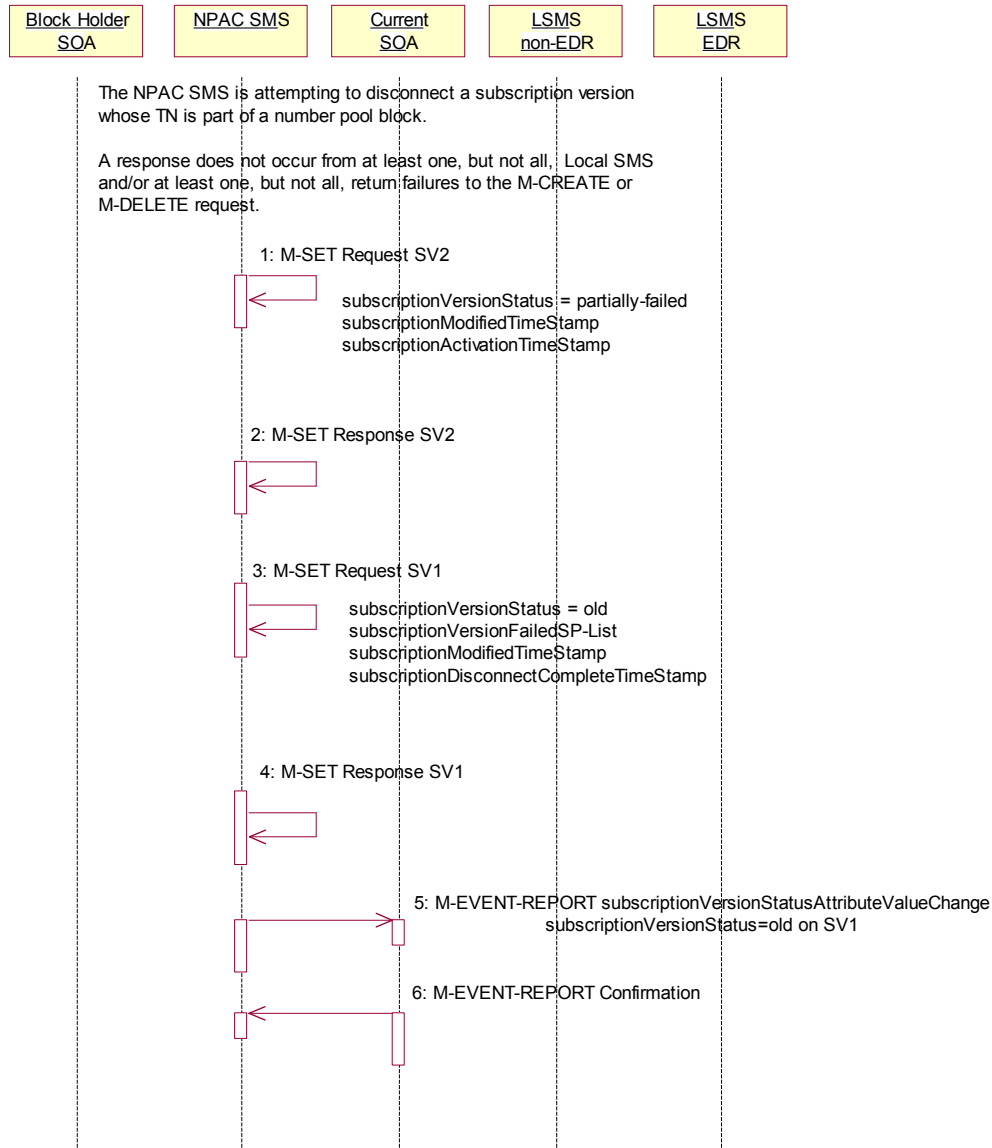 Block Holder
SOA
NPAC SMS
Current
SOA
LSMS
non-EDR
LSMS
EDR
The NPAC SMS is attempting to disconnect a subscription version
whose TN is part of a number pool block.
A response does not occur from at least one, but not all, Local SMS
and/or at least one, but not all, return failures to the M-CREATE or
M-DELETE request.
1: M-SET Request SV2
subscriptionVersionStatus = partially-failed
subscriptionModifiedTimeStamp
subscriptionActivationTimeStamp
2: M-SET Response SV2
3: M-SET Request SV1
subscriptionVersionStatus = old
subscriptionVersionFailedSP-List
subscriptionModifiedTimeStamp
subscriptionDisconnectCompleteTimeStamp
4: M-SET Response SV1
5: M-EVENT-REPORT subscriptionVersionStatusAttributeValueChange
subscriptionVersionStatus=old on SV1
6: M-EVENT-REPORT Confirmation